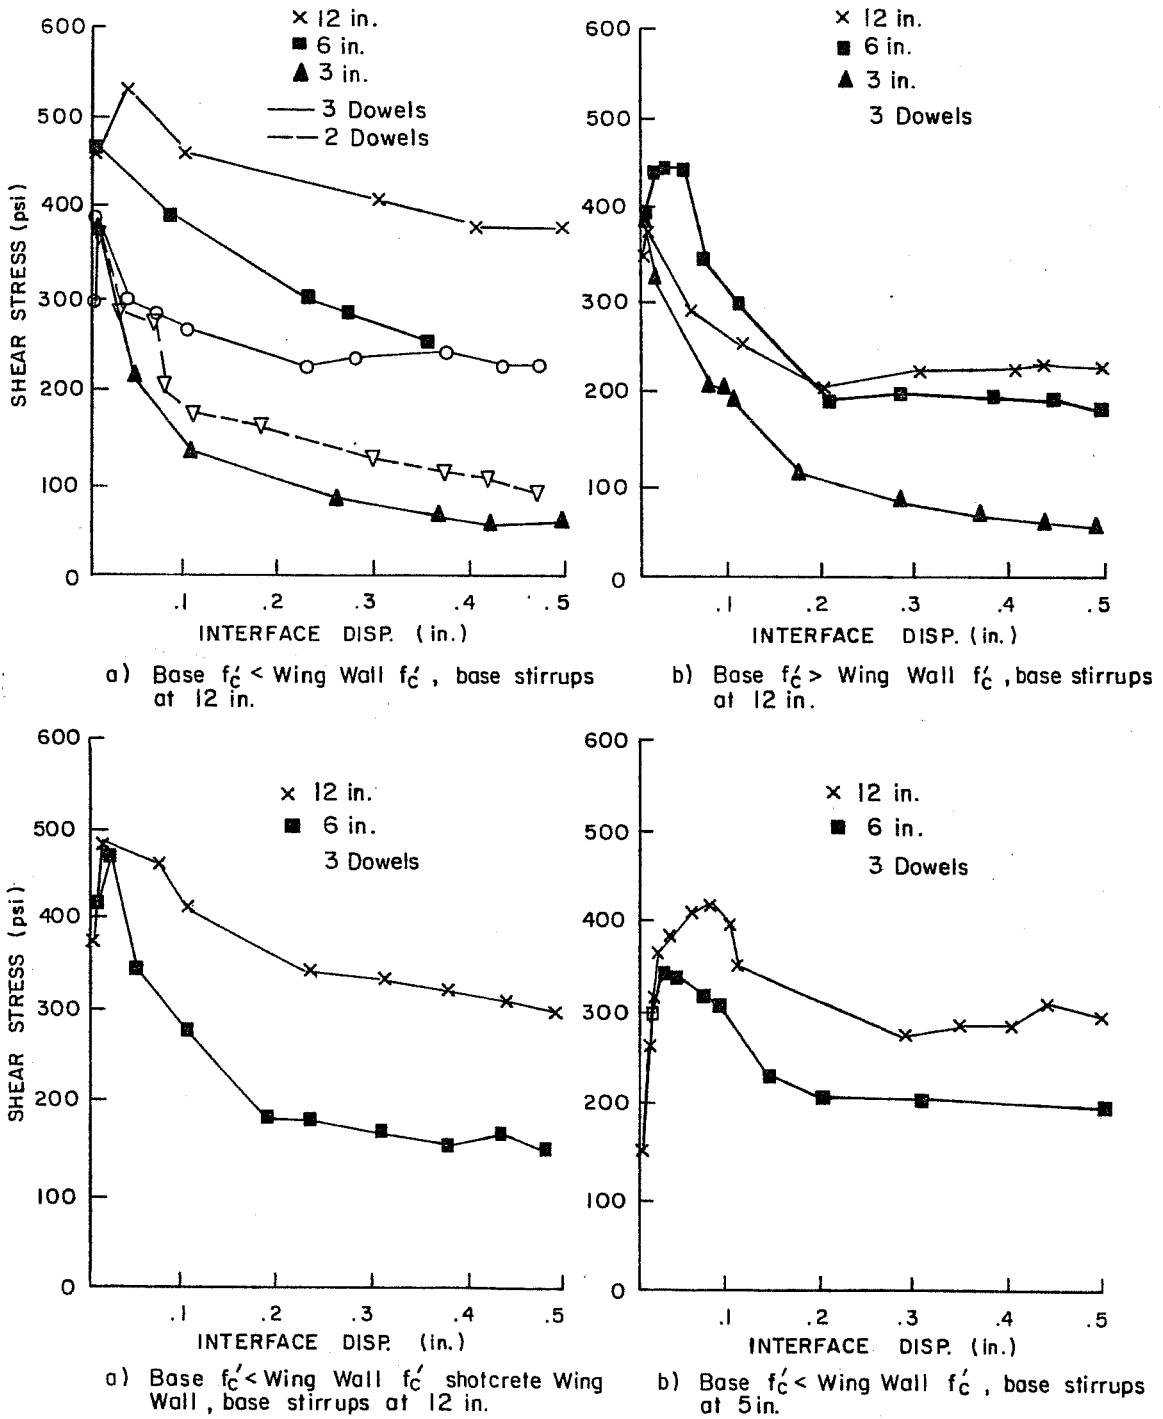 600
500
400
300
200
100
0
SHEAR STRESS (psi)
× 12 in.
■ 6 in.
▲ 3 in.
—— 3 Dowels
— — 2 Dowels
.1 .2 .3 .4 .5
INTERFACE DISP. (in.)
a) Base f'c < Wing Wall f'c , base stirrups
at 12 in.
600
500
400
300
200
100
0
× 12 in.
■ 6 in.
▲ 3 in.
3 Dowels
.1 .2 .3 .4 .5
INTERFACE DISP. (in.)
b) Base f'c > Wing Wall f'c , base stirrups
at 12 in.
600
500
400
300
200
100
0
SHEAR STRESS (psi)
× 12 in.
■ 6 in.
3 Dowels
.1 .2 .3 .4 .5
INTERFACE DISP. (in.)
a) Base f'c < Wing Wall f'c shotcrete Wing
Wall , base stirrups at 12 in.
600
500
400
300
200
100
0
× 12 in.
■ 6 in.
3 Dowels
.1 .2 .3 .4 .5
INTERFACE DISP. (in.)
b) Base f'c < Wing Wall f'c , base stirrups
at 5 in.